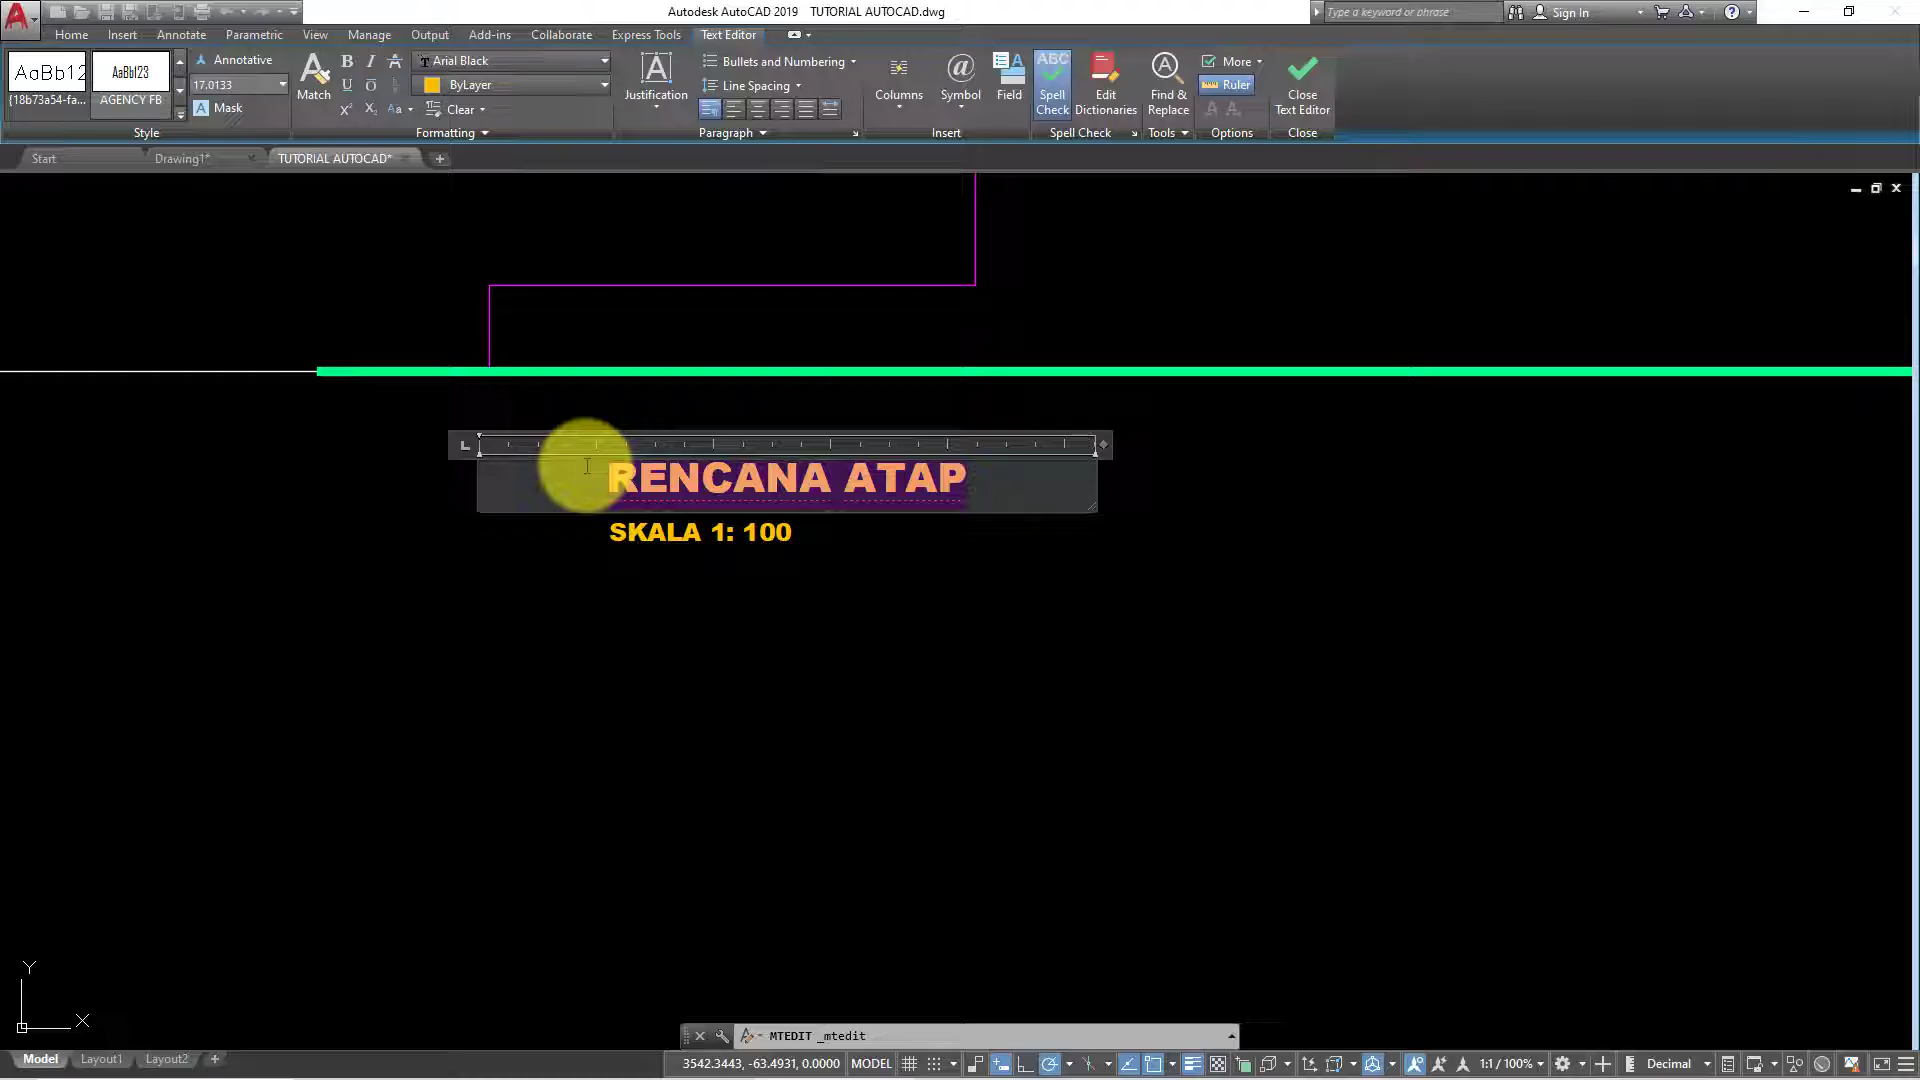 Autodesk AutoCAD 2019 TUTORIAL AUTOCAD.dwg
Type a keyword or phrase
Sign In
Home Insert Annotate Parametric View Manage Output Add-ins Collaborate Express Tools Text Editor
AaBb12
{18b73a54-fa...
AaBb123
AGENCY FB
Annotative
17.0133
Mask
Style
Match
Arial Black
ByLayer
Clear
Formatting
Justification
Bullets and Numbering
Line Spacing
Paragraph
Columns
Symbol
Field
Insert
ABC
Spell
Check
Edit
Dictionaries
Spell Check
Find &
Replace
Tools
More
Ruler
Options
Close
Text Editor
Close
Start Drawing1* TUTORIAL AUTOCAD*
RENCANA ATAP
SKALA 1: 100
Y
X
MTEDIT _mtedit
Model Layout1 Layout2
3542.3443, -63.4931, 0.0000 MODEL 1:1 / 100% Decimal